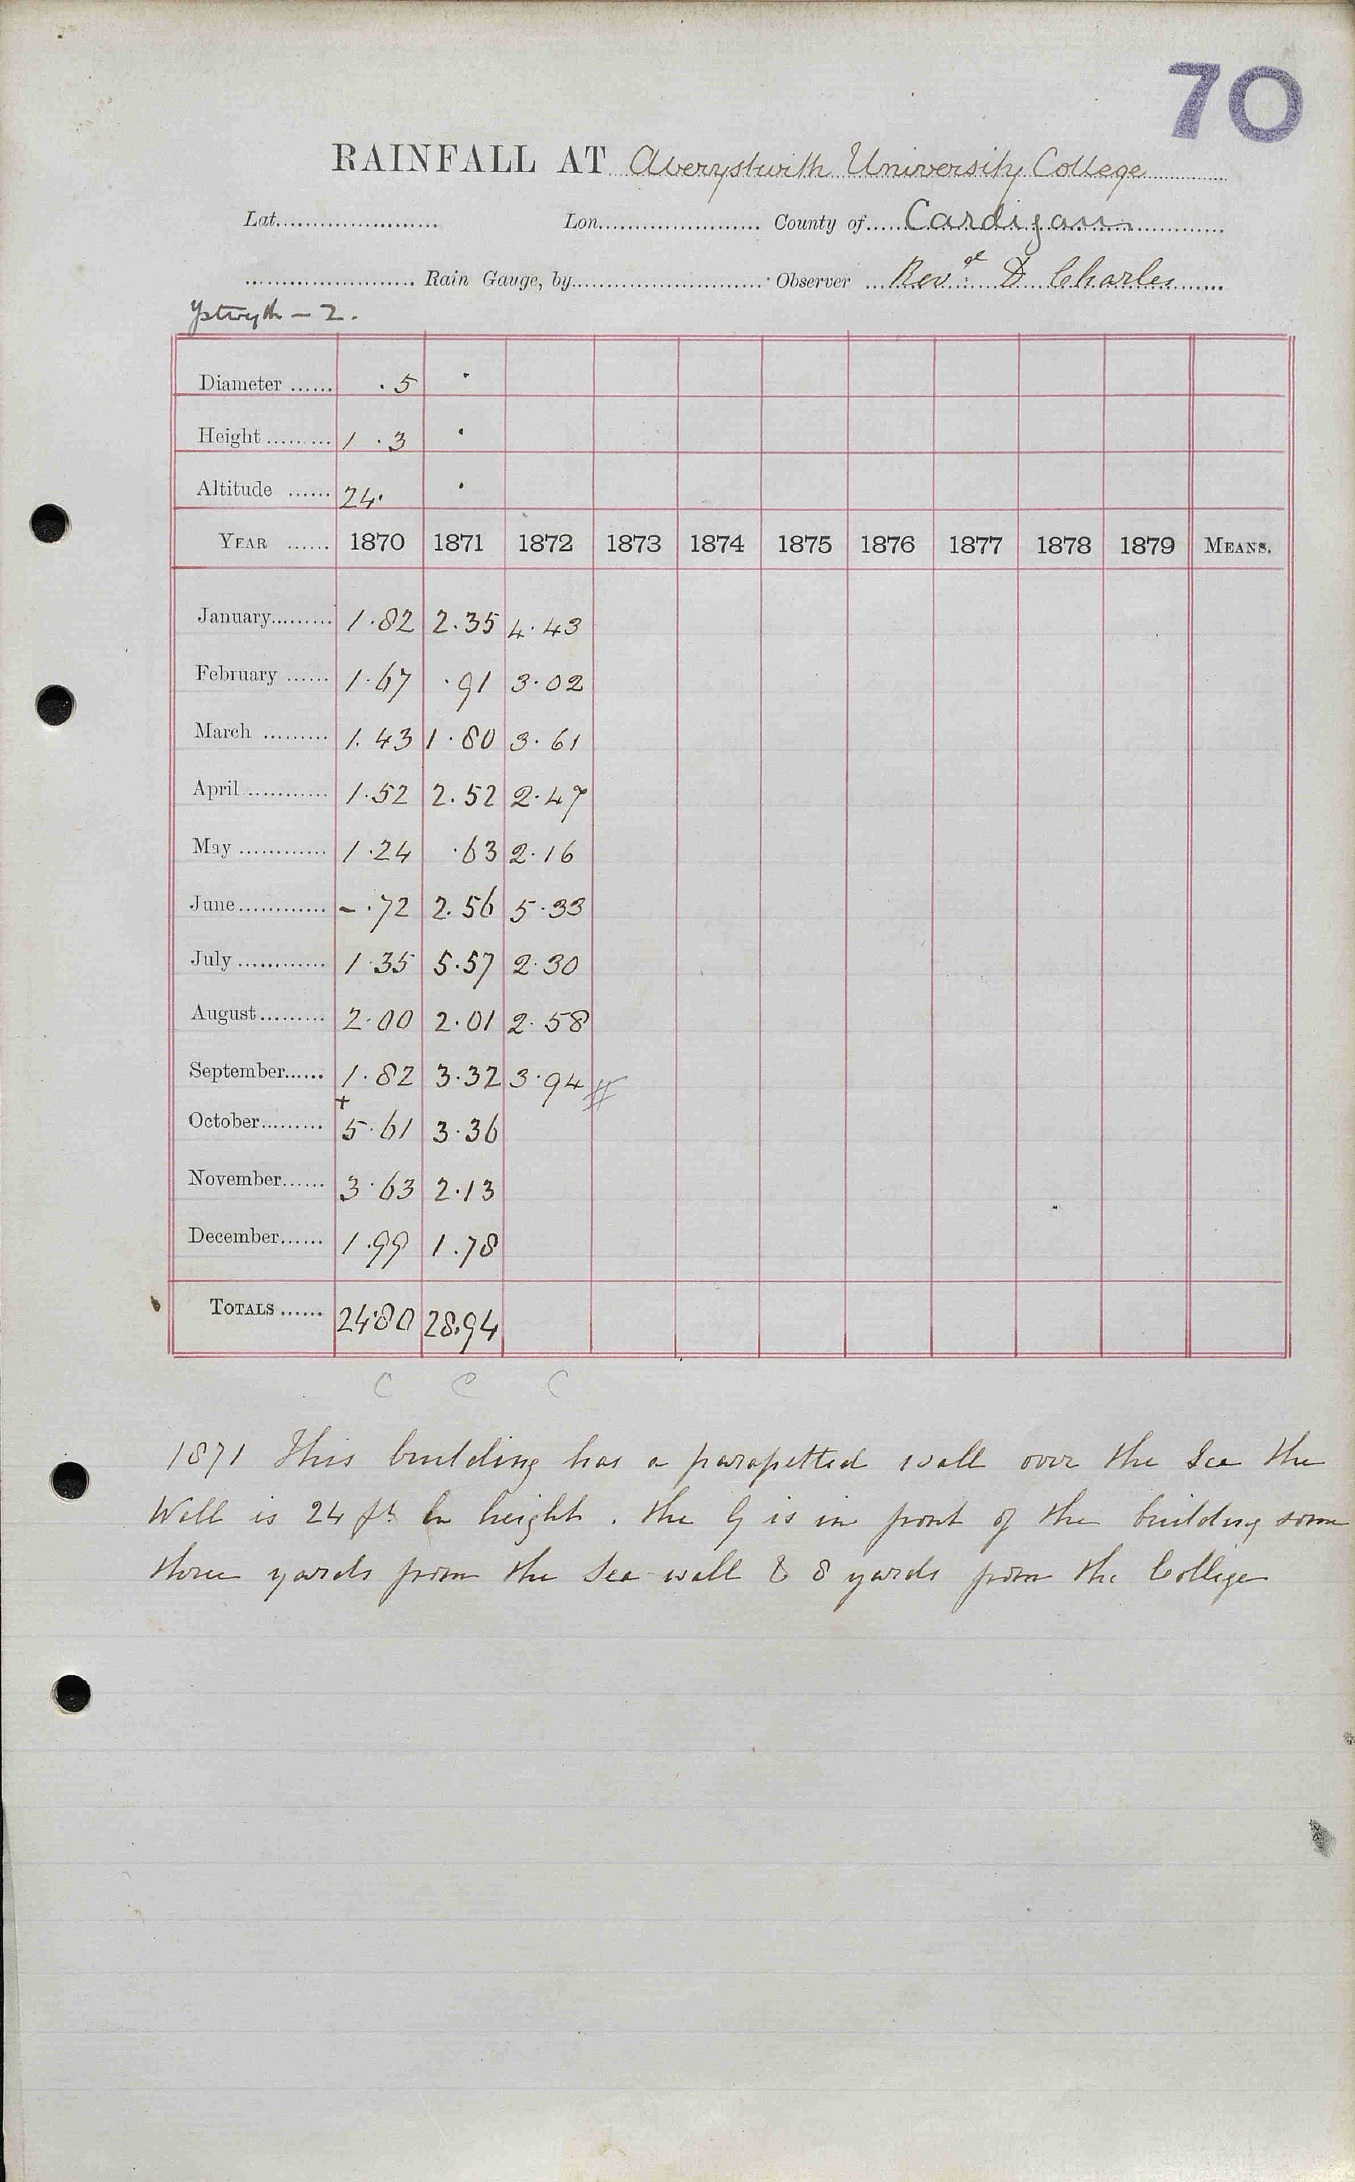 70
RAINFALL AT Aberystwith University College
Lat...................... Lon...................... County of...... Cardigan
....................... Rain Gauge, by.......................... Observer ... Rev.d D Charles
Ystwyth - 2.
Diameter ...... .5 .
Height ......... 1 .3 .
Altitude ...... 24. .
YEAR ...... 1870 1871 1872 1873 1874 1875 1876 1877 1878 1879 MEANS.
January......... 1.82 2.35 4.43
February ...... 1.67 .91 3.02
March ......... 1.43 1.80 3.61
April ........... 1.52 2.52 2.47
May ............ 1.24 .63 2.16
June............ -.72 2.56 5.33
July ............ 1.35 5.57 2.30
August......... 2.00 2.01 2.58
September...... 1.82 3.32 3.94 #
+
October......... 5.61 3.36
November...... 3.63 2.13
December...... 1.99 1.78
TOTALS ...... 24.80 28.94
C C C
1871 This building has a parapetted wall over the Sea the
Wall is 24 ft in height . the G is in front of the building some
three yards from the Sea wall & 8 yards from the College